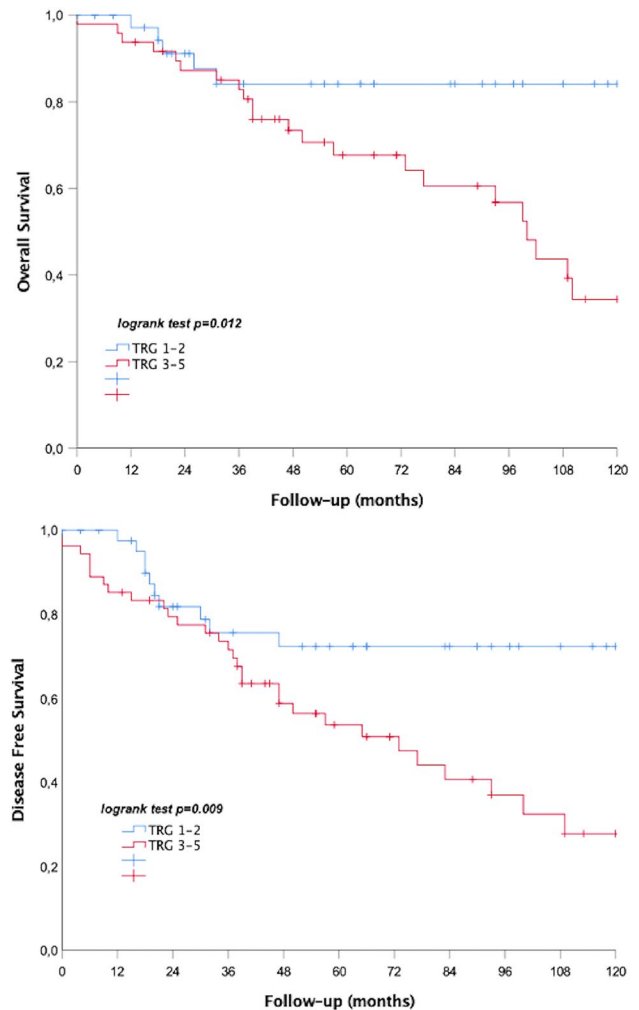 Overall Survival
1,0
0,8
0,6
0,4
0,2
0,0
logrank test p=0.012
TRG 1-2
TRG 3-5
0 12 24 36 48 60 72 84 96 108 120
Follow-up (months)
Disease Free Survival
1,0
0,8
0,6
0,4
0,2
0,0
logrank test p=0.009
TRG 1-2
TRG 3-5
0 12 24 36 48 60 72 84 96 108 120
Follow-up (months)